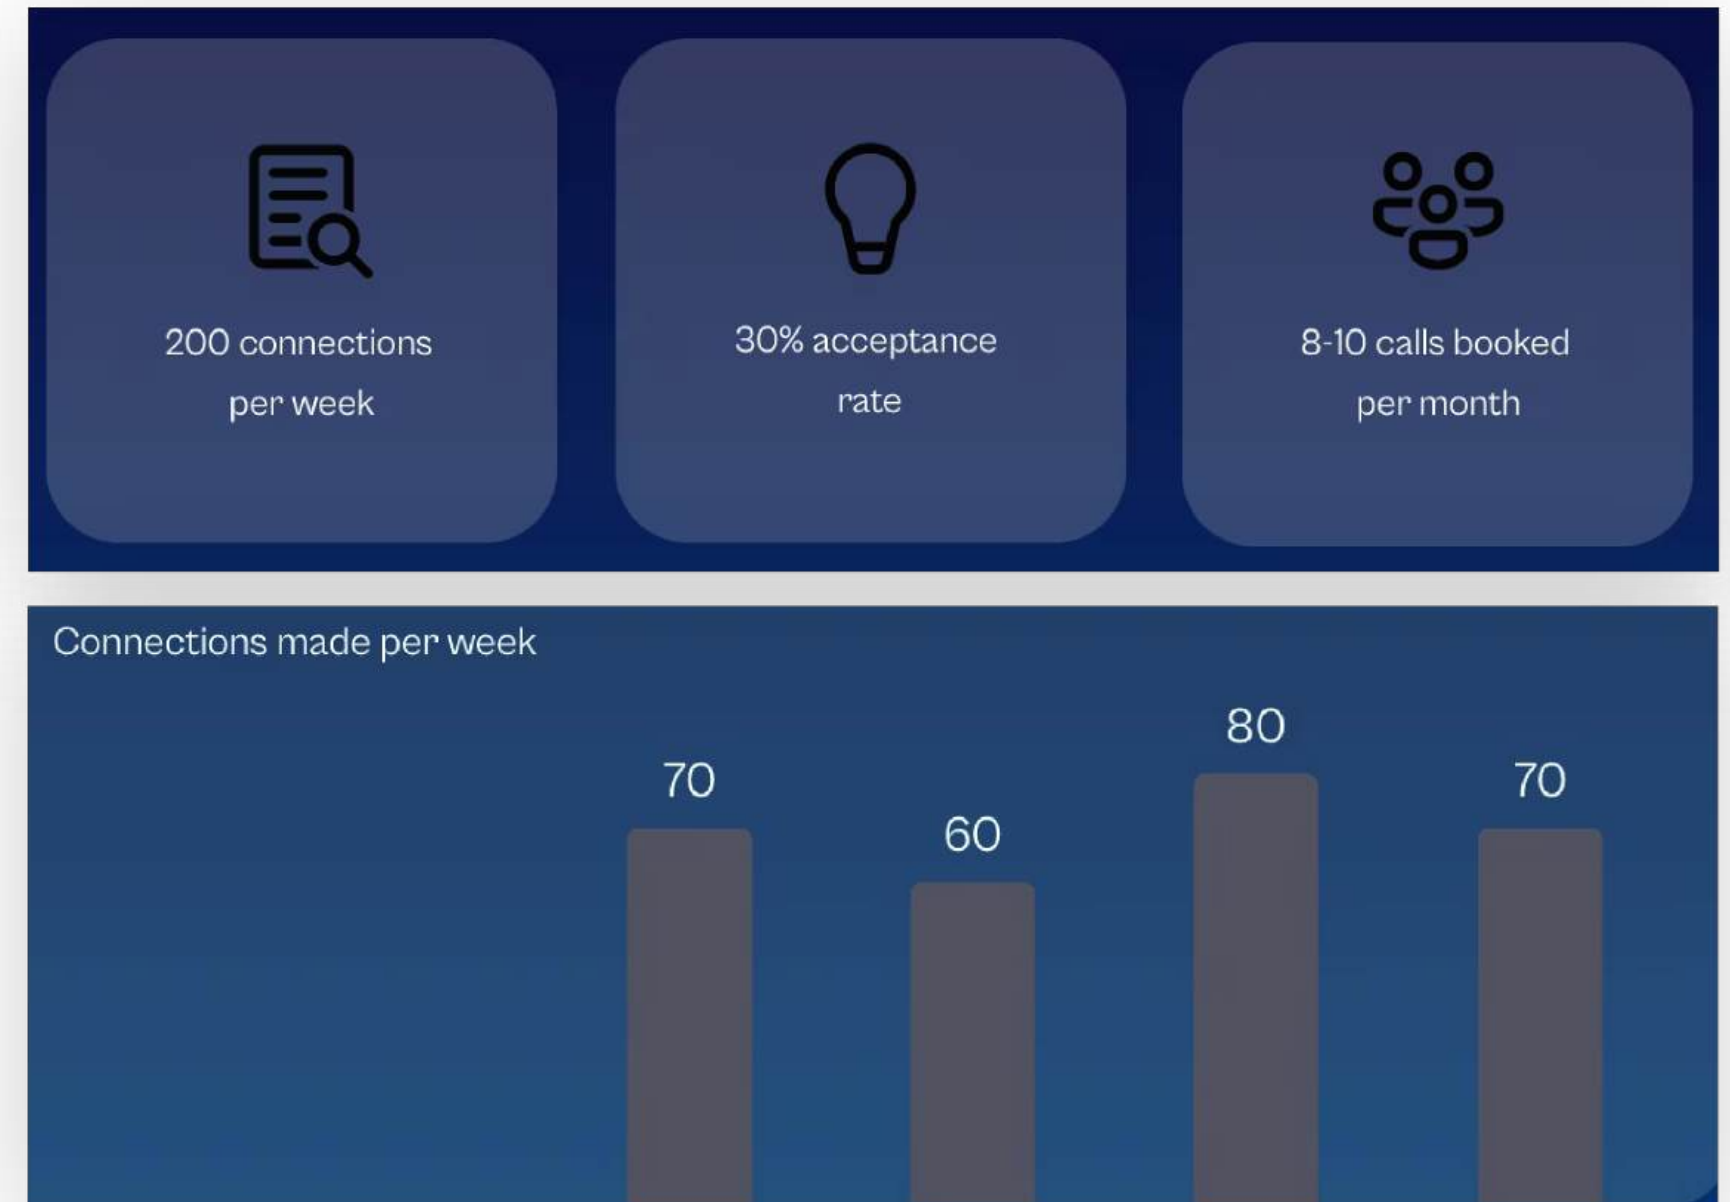 200 connections
per week
30% acceptance
rate
8-10 calls booked
per month
Connections made per week
70
60
80
70